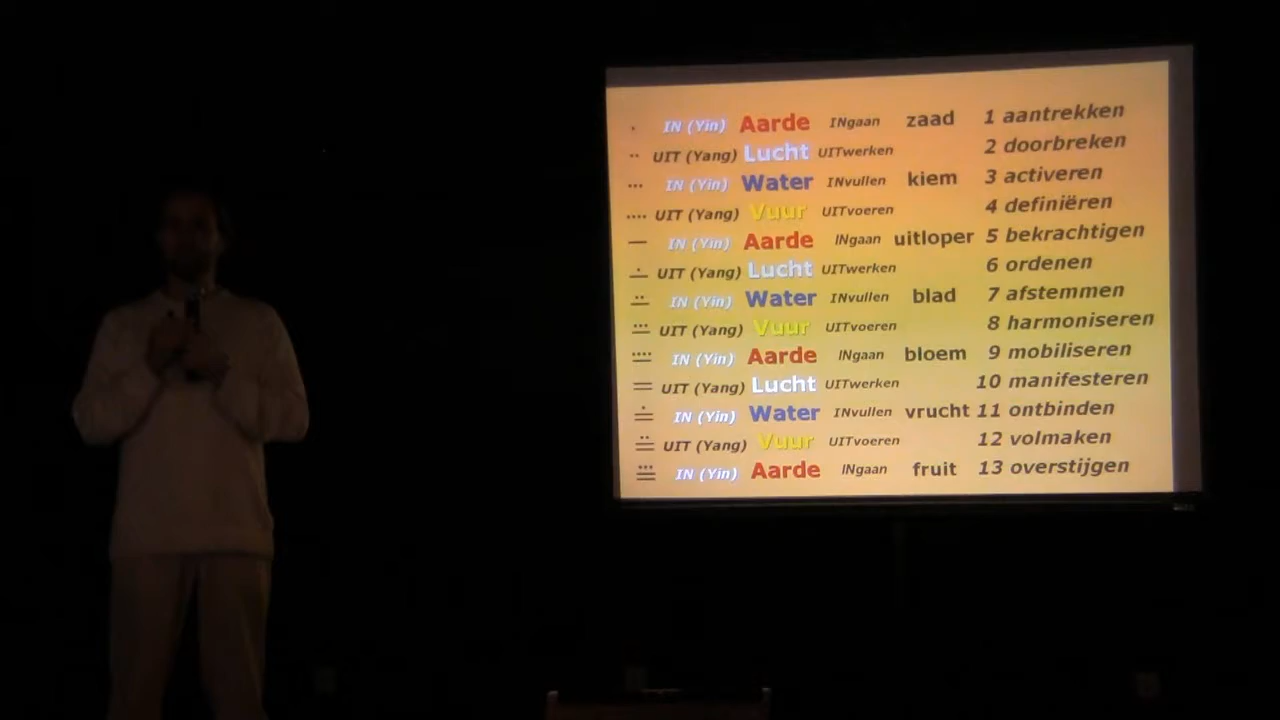 . IN (Yin) Aarde INgaan zaad 1 aantrekken
.. UIT (Yang) Lucht UITwerken 2 doorbreken
... IN (Yin) Water INvullen kiem 3 activeren
.... UIT (Yang) Vuur UITvoeren 4 definiëren
— IN (Yin) Aarde INgaan uitloper 5 bekrachtigen
UIT (Yang) Lucht UITwerken 6 ordenen
IN (Yin) Water INvullen blad 7 afstemmen
UIT (Yang) Vuur UITvoeren 8 harmoniseren
IN (Yin) Aarde INgaan bloem 9 mobiliseren
UIT (Yang) Lucht UITwerken 10 manifesteren
IN (Yin) Water INvullen vrucht 11 ontbinden
UIT (Yang) Vuur UITvoeren 12 volmaken
IN (Yin) Aarde INgaan fruit 13 overstijgen